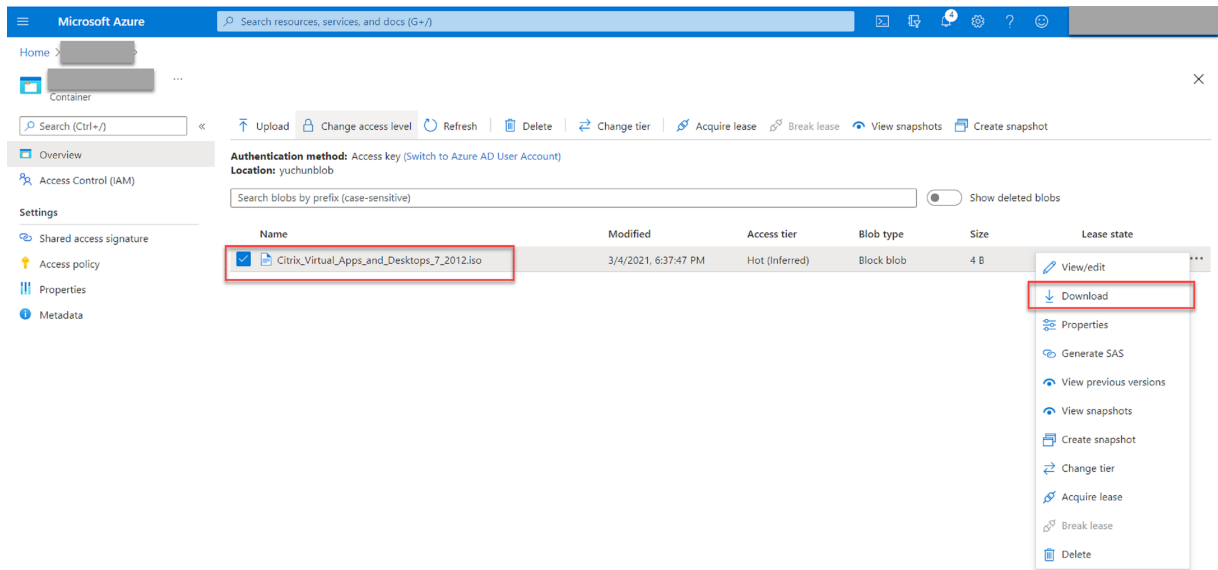 Microsoft Azure
Search resources, services, and docs (G+/)
4
Home >
...
Container
Search (Ctrl+/)
«
Overview
Access Control (IAM)
Settings
Shared access signature
Access policy
Properties
Metadata
Upload Change access level Refresh Delete Change tier Acquire lease Break lease View snapshots Create snapshot
Authentication method: Access key (Switch to Azure AD User Account)
Location: yuchunblob
Search blobs by prefix (case-sensitive)
Show deleted blobs
Name Modified Access tier Blob type Size Lease state
Citrix_Virtual_Apps_and_Desktops_7_2012.iso 3/4/2021, 6:37:47 PM Hot (Inferred) Block blob 4 B
...
View/edit
Download
Properties
Generate SAS
View previous versions
View snapshots
Create snapshot
Change tier
Acquire lease
Break lease
Delete